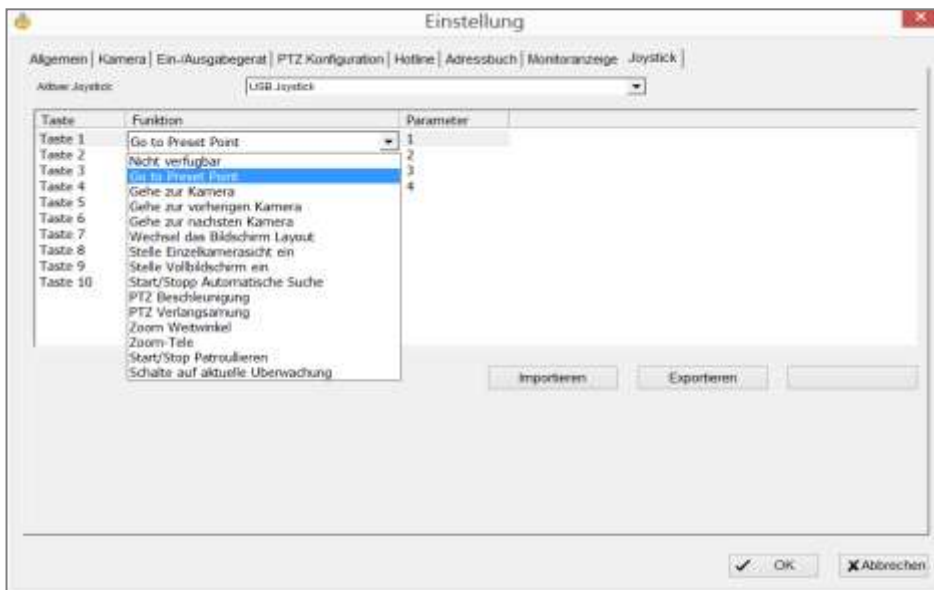 Einstellung
Allgemein | Kamera | Ein-/Ausgabegerat | PTZ Konfiguration | Hotline | Adressbuch | Monitoranzeige Joystick
Aktiver Joystick: USB Joystick
Taste Funktion Parameter
Taste 1 Go to Preset Point 1
Taste 2 2
Nicht verfugbar
Taste 3 Go to Preset Point 3
Taste 4 Gehe zur Kamera 4
Taste 5 Gehe zur vorherigen Kamera
Taste 6 Gehe zur nachsten Kamera
Taste 7 Wechsel das Bildschirm Layout
Taste 8 Stelle Einzelkamerasicht ein
Taste 9 Stelle Vollbildschirm ein
Taste 10 Start/Stopp Automatische Suche
PTZ Beschleunigung
PTZ Verlangsamung
Zoom Weitwinkel
Zoom-Tele
Start/Stop Patroullieren
Schalte auf aktuelle Uberwachung
Importieren Exportieren
OK Abbrechen